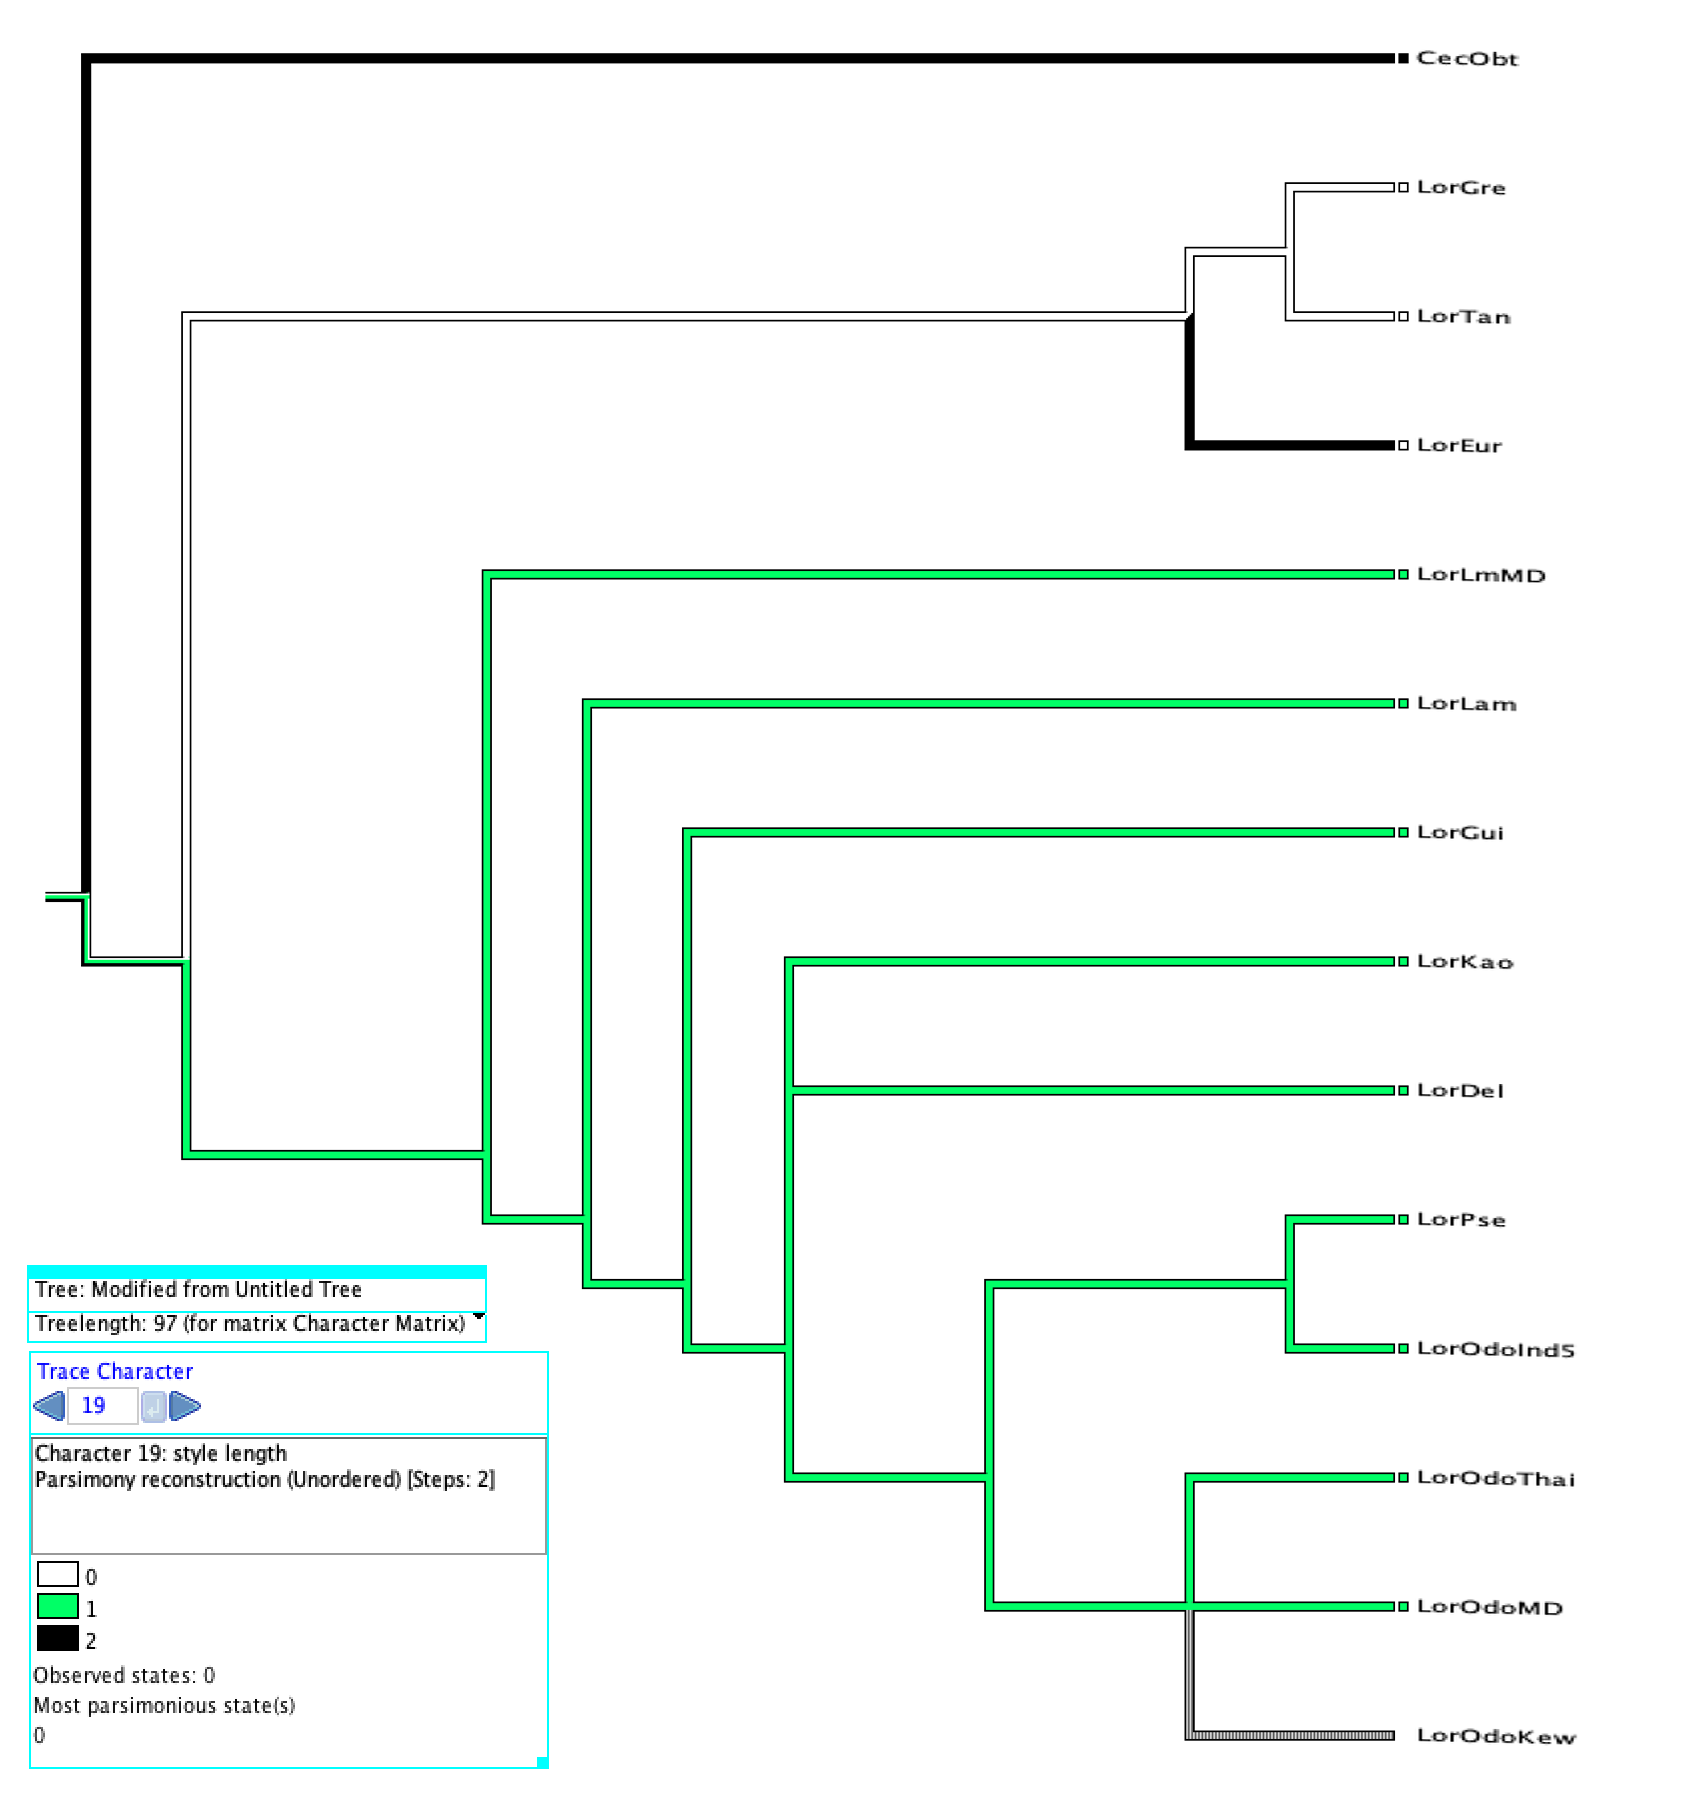 CecObt
LorGre
LorTan
LorEur
LorLmMD
LorLam
LorGui
LorKao
LorDel
LorPse
LorOdoIndS
LorOdoThai
LorOdoMD
LorOdoKew
Tree: Modified from Untitled Tree
Treelength: 97 (for matrix Character Matrix)
Trace Character
19
Character 19: style length
Parsimony reconstruction (Unordered) [Steps: 2]
0
1
2
Observed states: 0
Most parsimonious state(s)
0